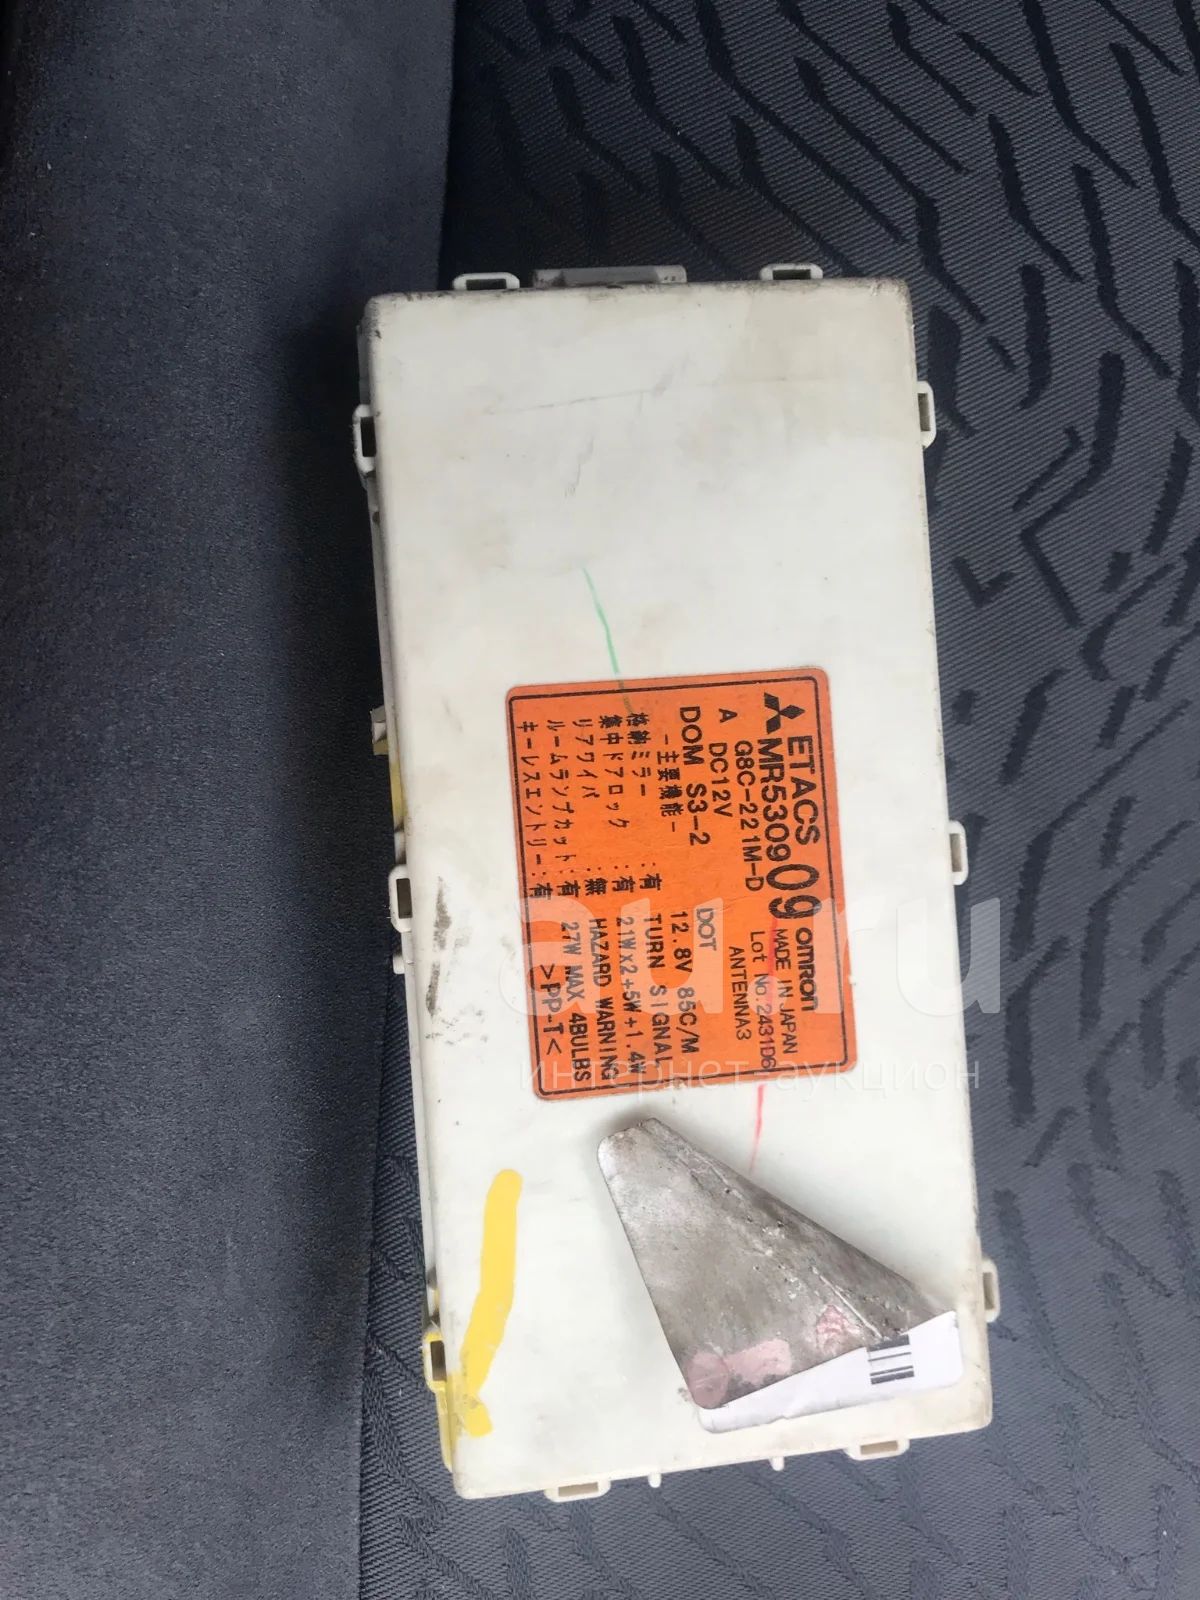 ETACS omron
MR530909 MADE IN JAPAN
G8C-221M-D Lot No. 2431D6
A DC12V ANTENNA3
DOM S3-2 DOT
-主要機能- 12.8V 85C/M
格納ミラー :有 TURN SIGNAL
集中ドアロック :有 21W×2+5W+1.4W
リアワイパ :無 HAZARD WARNING
ルームランプカット:有 27W MAX 4BULBS
キーレスエントリー:有 >PP-T<
au.ru
интернет аукцион